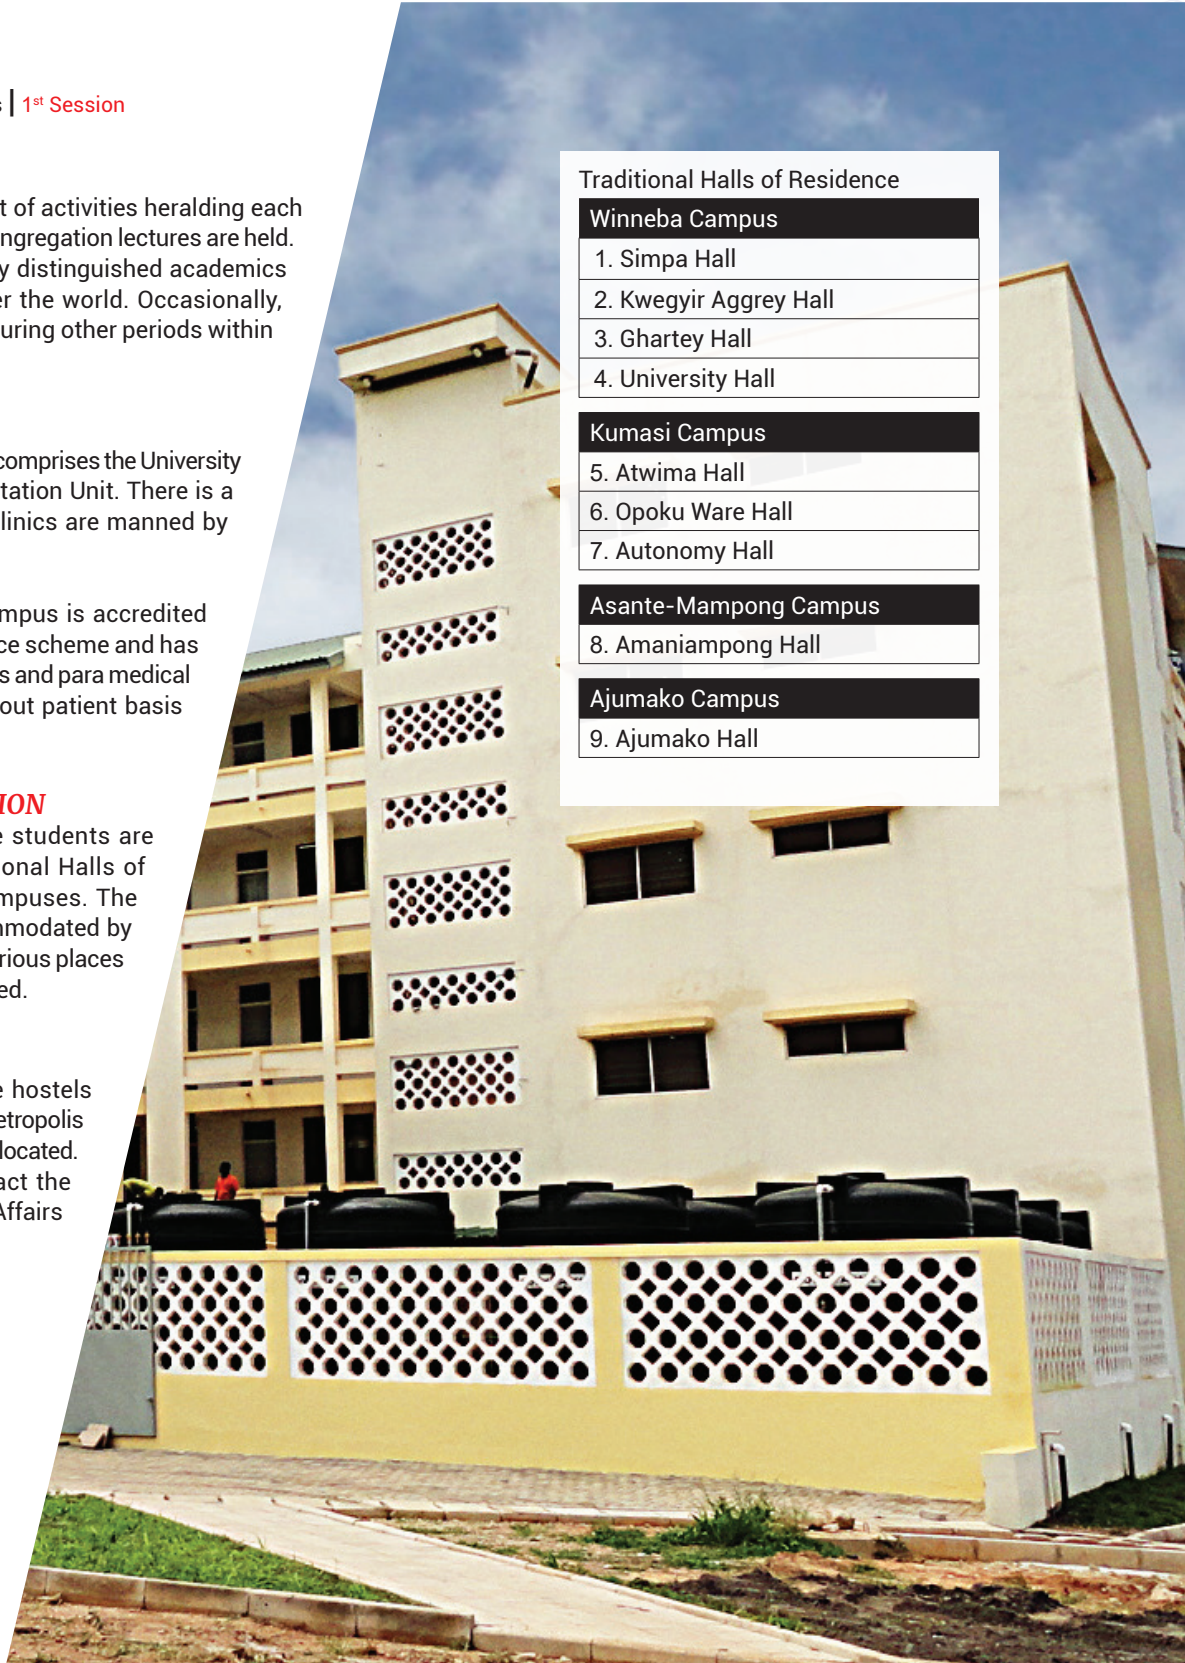 s | 1st Session
t of activities heralding each
ngregation lectures are held.
y distinguished academics
er the world. Occasionally,
uring other periods within
comprises the University
tation Unit. There is a
linics are manned by
mpus is accredited
ce scheme and has
s and para medical
out patient basis
ION
e students are
onal Halls of
mpuses. The
mmodated by
rious places
ed.
e hostels
etropolis
located.
act the
Affairs
Traditional Halls of Residence
Winneba Campus
1. Simpa Hall
2. Kwegyir Aggrey Hall
3. Ghartey Hall
4. University Hall
Kumasi Campus
5. Atwima Hall
6. Opoku Ware Hall
7. Autonomy Hall
Asante-Mampong Campus
8. Amaniampong Hall
Ajumako Campus
9. Ajumako Hall